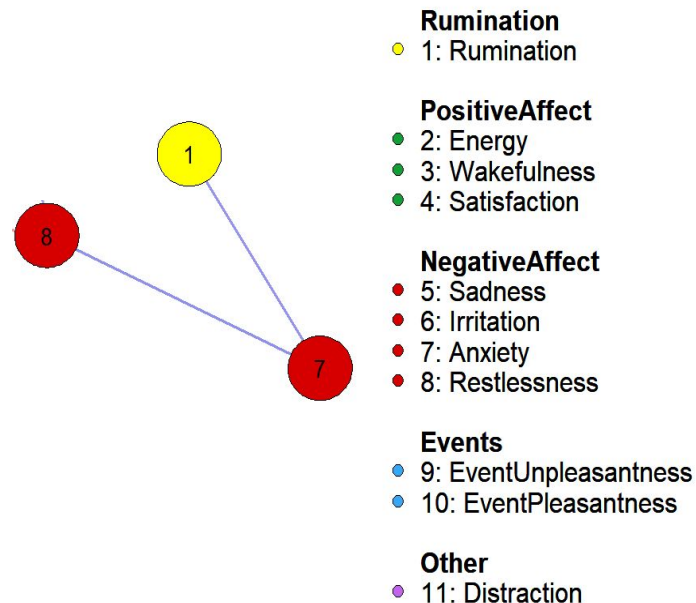 Rumination
1: Rumination
PositiveAffect
2: Energy
3: Wakefulness
4: Satisfaction
NegativeAffect
5: Sadness
6: Irritation
7: Anxiety
8: Restlessness
Events
9: EventUnpleasantness
10: EventPleasantness
Other
11: Distraction
1
8
7